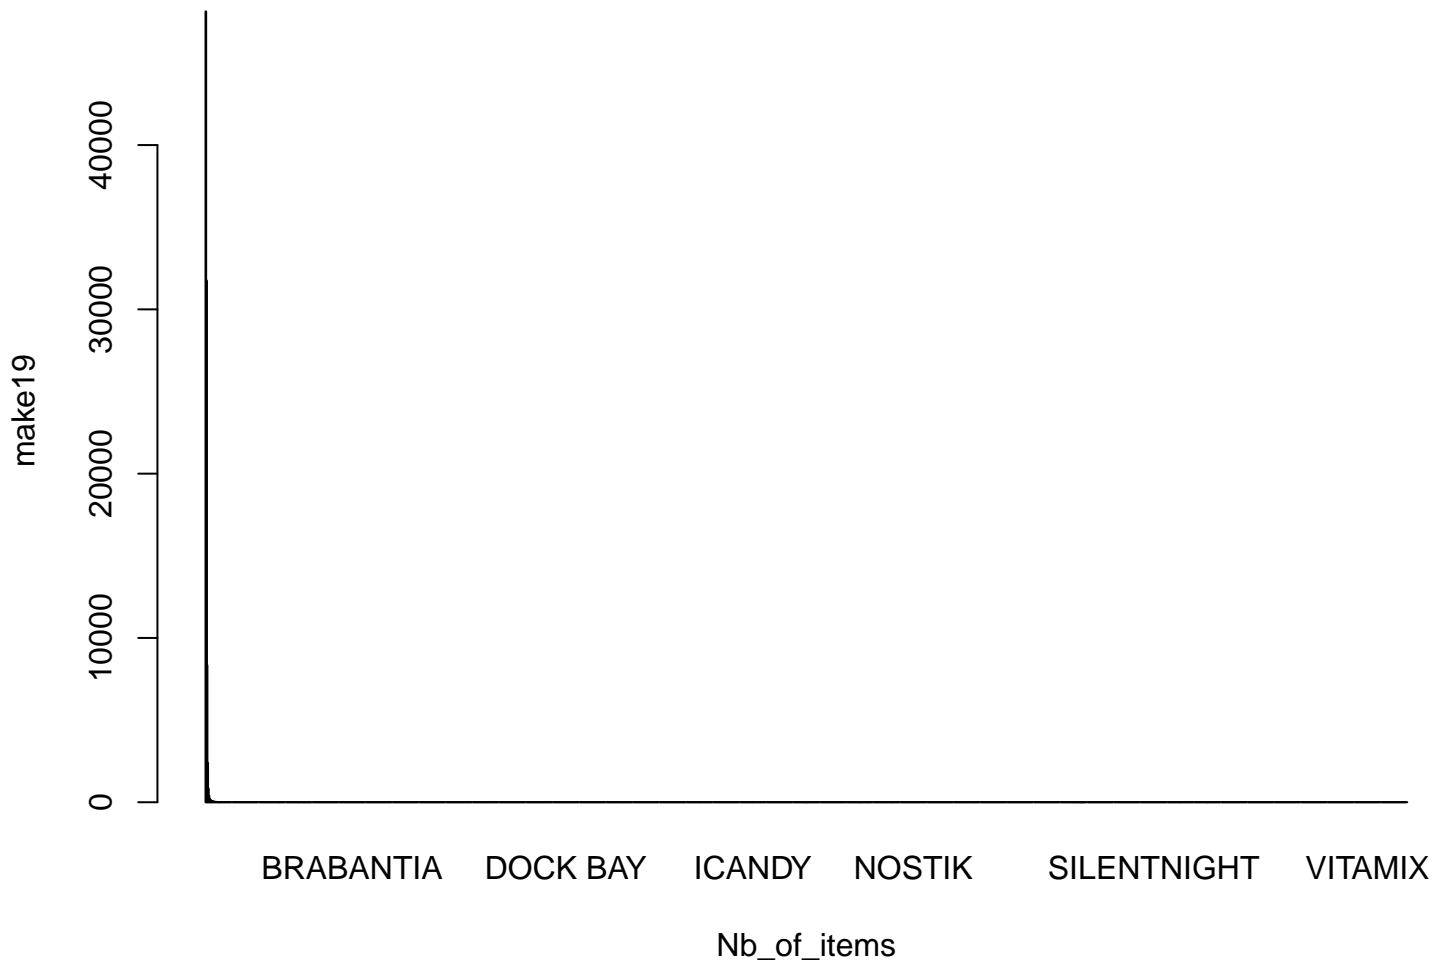 make19
40000
30000
20000
10000
0
BRABANTIA DOCK BAY ICANDY NOSTIK SILENTNIGHT VITAMIX
Nb_of_items